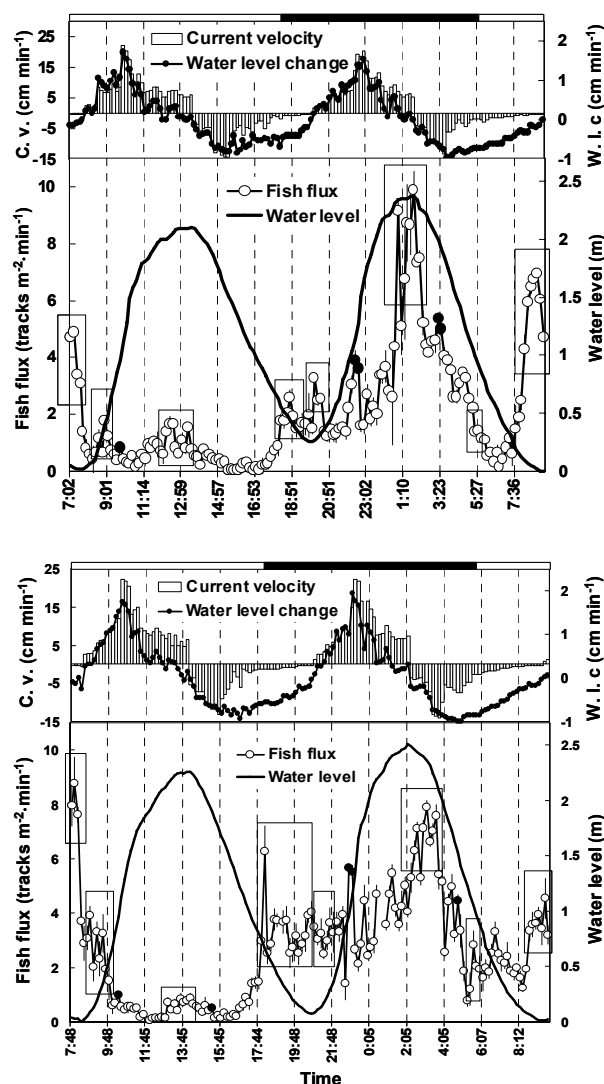 25
15
5
-5
-15
C. v. (cm min-1)
Current velocity
Water level change
2
1
0
-1
W. l. c (cm min-1)
10
8
6
4
2
0
Fish flux (tracks m-2·min-1)
Fish flux
Water level
2.5
2
1.5
1
0.5
0
Water level (m)
7:02 9:01 11:14 12:59 14:57 16:53 18:51 20:51 23:02 1:10 3:23 5:27 7:36
25
15
5
-5
-15
C. v. (cm min-1)
Current velocity
Water level change
2
1
0
-1
W. l. c (cm min-1)
10
8
6
4
2
0
Fish flux (tracks m-2·min-1)
Fish flux
Water level
2.5
2
1.5
1
0.5
0
Water level (m)
7:48 9:48 11:45 13:45 15:48 17:44 19:48 21:48 0:05 2:05 4:05 6:07 8:12
Time